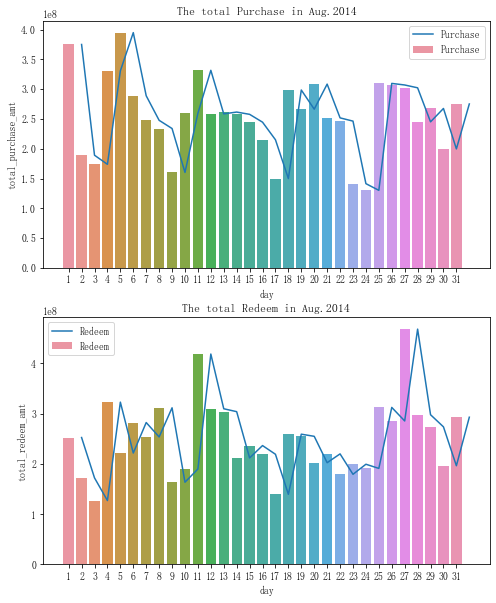 The total Purchase in Aug.2014
1e8
4.0
3.5
3.0
2.5
2.0
1.5
1.0
0.5
0.0
total_purchase_amt
Purchase
Purchase
1 2 3 4 5 6 7 8 9 10 11 12 13 14 15 16 17 18 19 20 21 22 23 24 25 26 27 28 29 30 31
day
The total Redeem in Aug.2014
1e8
4
3
2
1
0
total_redeem_amt
Redeem
Redeem
1 2 3 4 5 6 7 8 9 10 11 12 13 14 15 16 17 18 19 20 21 22 23 24 25 26 27 28 29 30 31
day